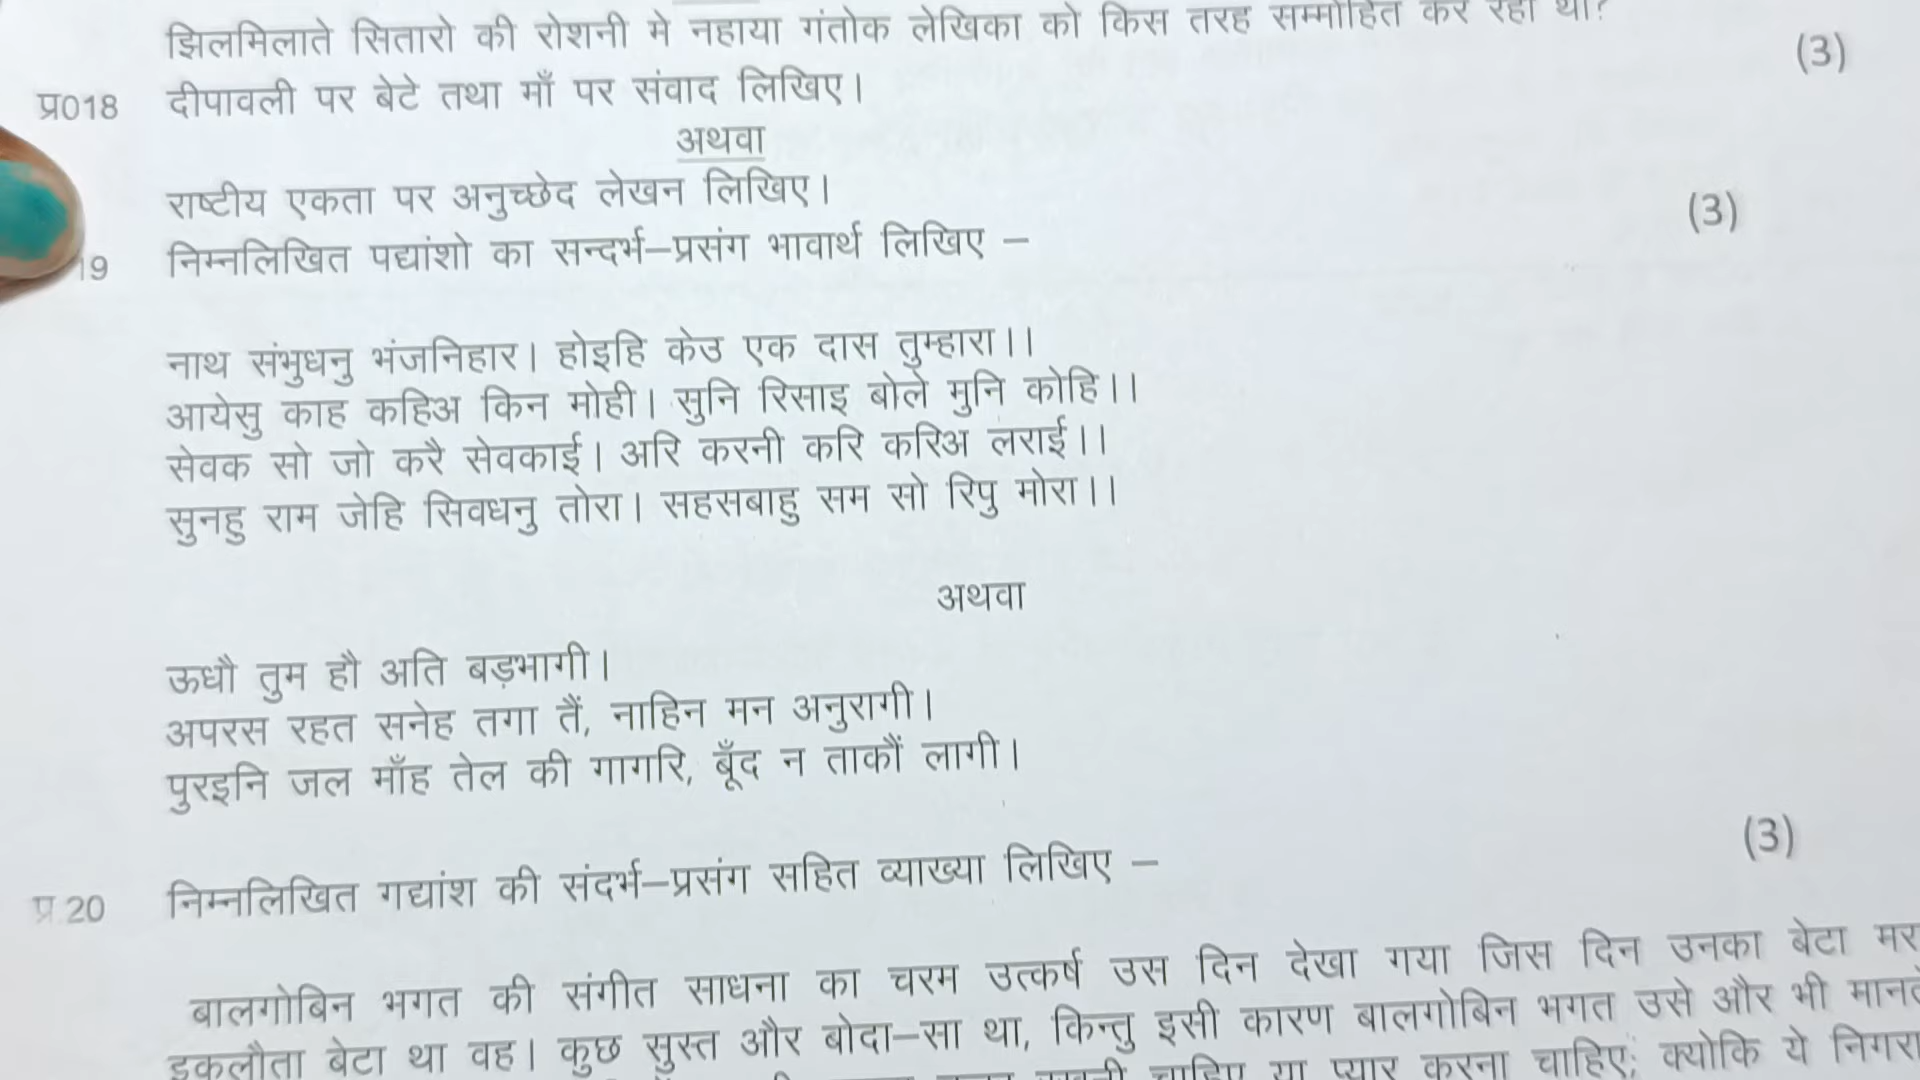 झिलमिलाते सितारो की रोशनी मे नहाया गंतोक लेखिका को किस तरह सम्मोहित कर रहा था?
(3)
प्र018 दीपावली पर बेटे तथा माँ पर संवाद लिखिए।
अथवा
राष्टीय एकता पर अनुच्छेद लेखन लिखिए।
(3)
19 निम्नलिखित पद्यांशो का सन्दर्भ–प्रसंग भावार्थ लिखिए –
नाथ संभुधनु भंजनिहार। होइहि केउ एक दास तुम्हारा।।
आयेसु काह कहिअ किन मोही। सुनि रिसाइ बोले मुनि कोहि।।
सेवक सो जो करै सेवकाई। अरि करनी करि करिअ लराई।।
सुनहु राम जेहि सिवधनु तोरा। सहसबाहु सम सो रिपु मोरा।।
अथवा
ऊधौ तुम हौ अति बड़भागी।
अपरस रहत सनेह तगा तैं, नाहिन मन अनुरागी।
पुरइनि जल माँह तेल की गागरि, बूँद न ताकौं लागी।
(3)
प्र.20 निम्नलिखित गद्यांश की संदर्भ–प्रसंग सहित व्याख्या लिखिए –
बालगोबिन भगत की संगीत साधना का चरम उत्कर्ष उस दिन देखा गया जिस दिन उनका बेटा मर
इकलौता बेटा था वह। कुछ सुस्त और बोदा–सा था, किन्तु इसी कारण बालगोबिन भगत उसे और भी
चाहिए या प्यार करना चाहिए; क्योकि ये